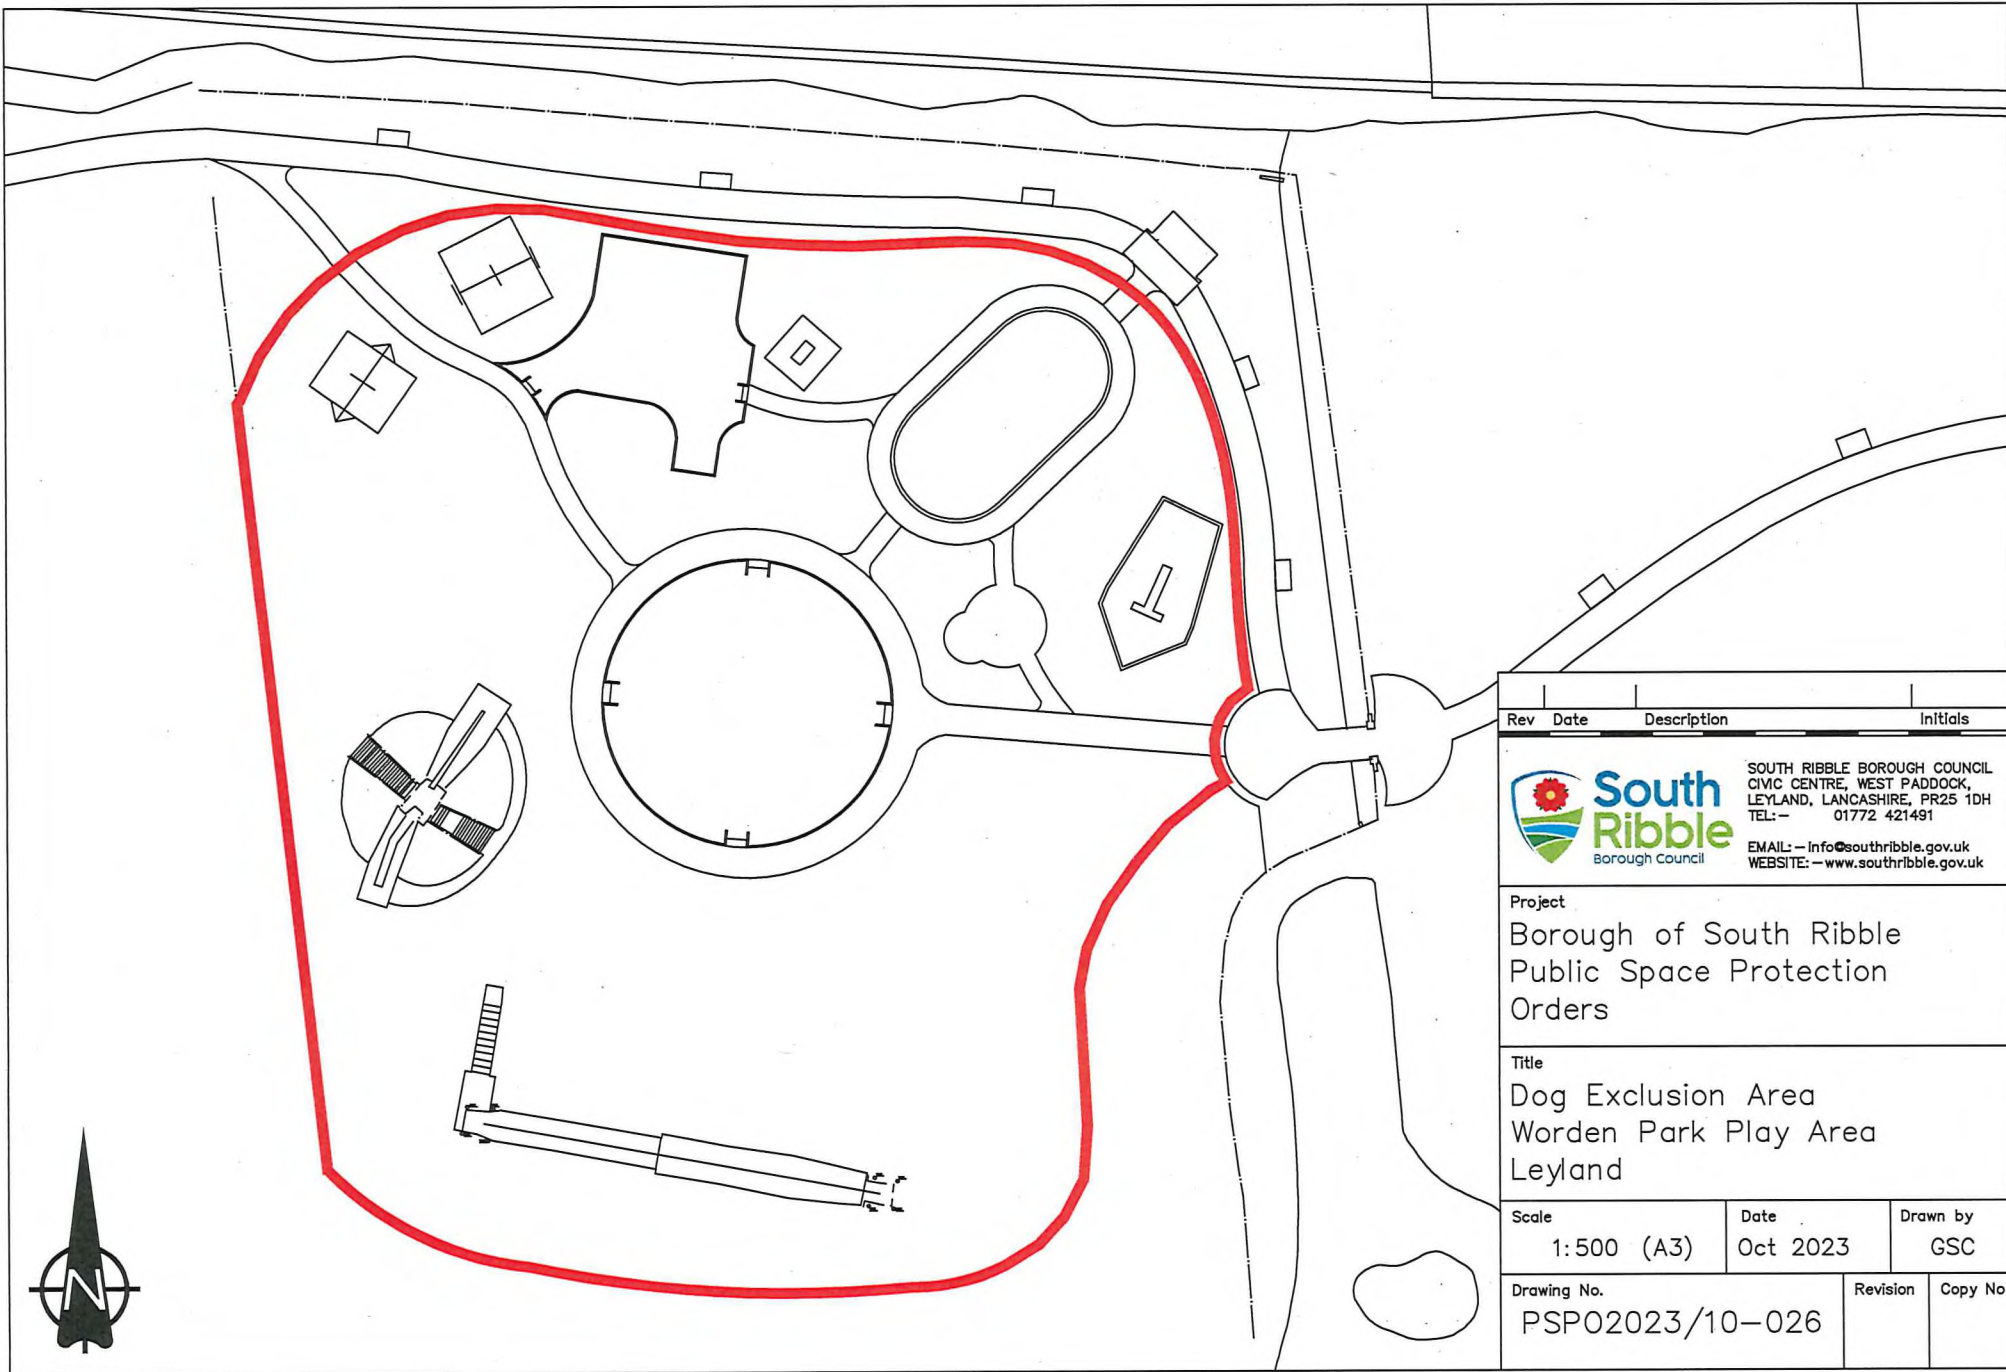 Rev Date Description Initials
South
Ribble
Borough Council
SOUTH RIBBLE BOROUGH COUNCIL
CIVIC CENTRE, WEST PADDOCK,
LEYLAND, LANCASHIRE, PR25 1DH
TEL:- 01772 421491
EMAIL:-info@southribble.gov.uk
WEBSITE:-www.southribble.gov.uk
Project
Borough of South Ribble
Public Space Protection
Orders
Title
Dog Exclusion Area
Worden Park Play Area
Leyland
Scale
1:500 (A3)
Date
Oct 2023
Drawn by
GSC
Drawing No.
PSPO2023/10-026
Revision
Copy No
N